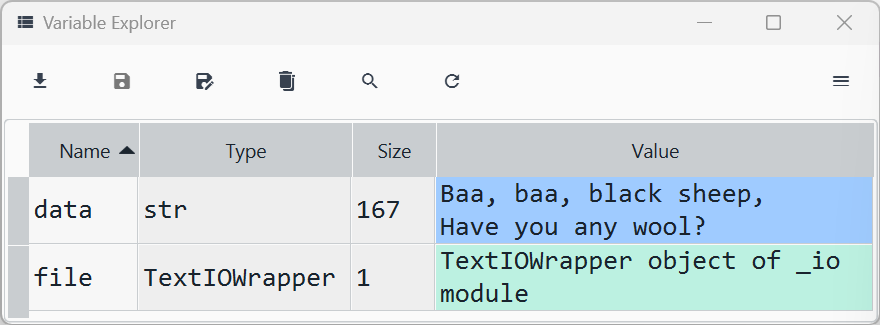 Variable Explorer
Name Type Size Value
data str 167 Baa, baa, black sheep,
Have you any wool?
file TextIOWrapper 1 TextIOWrapper object of _io
module